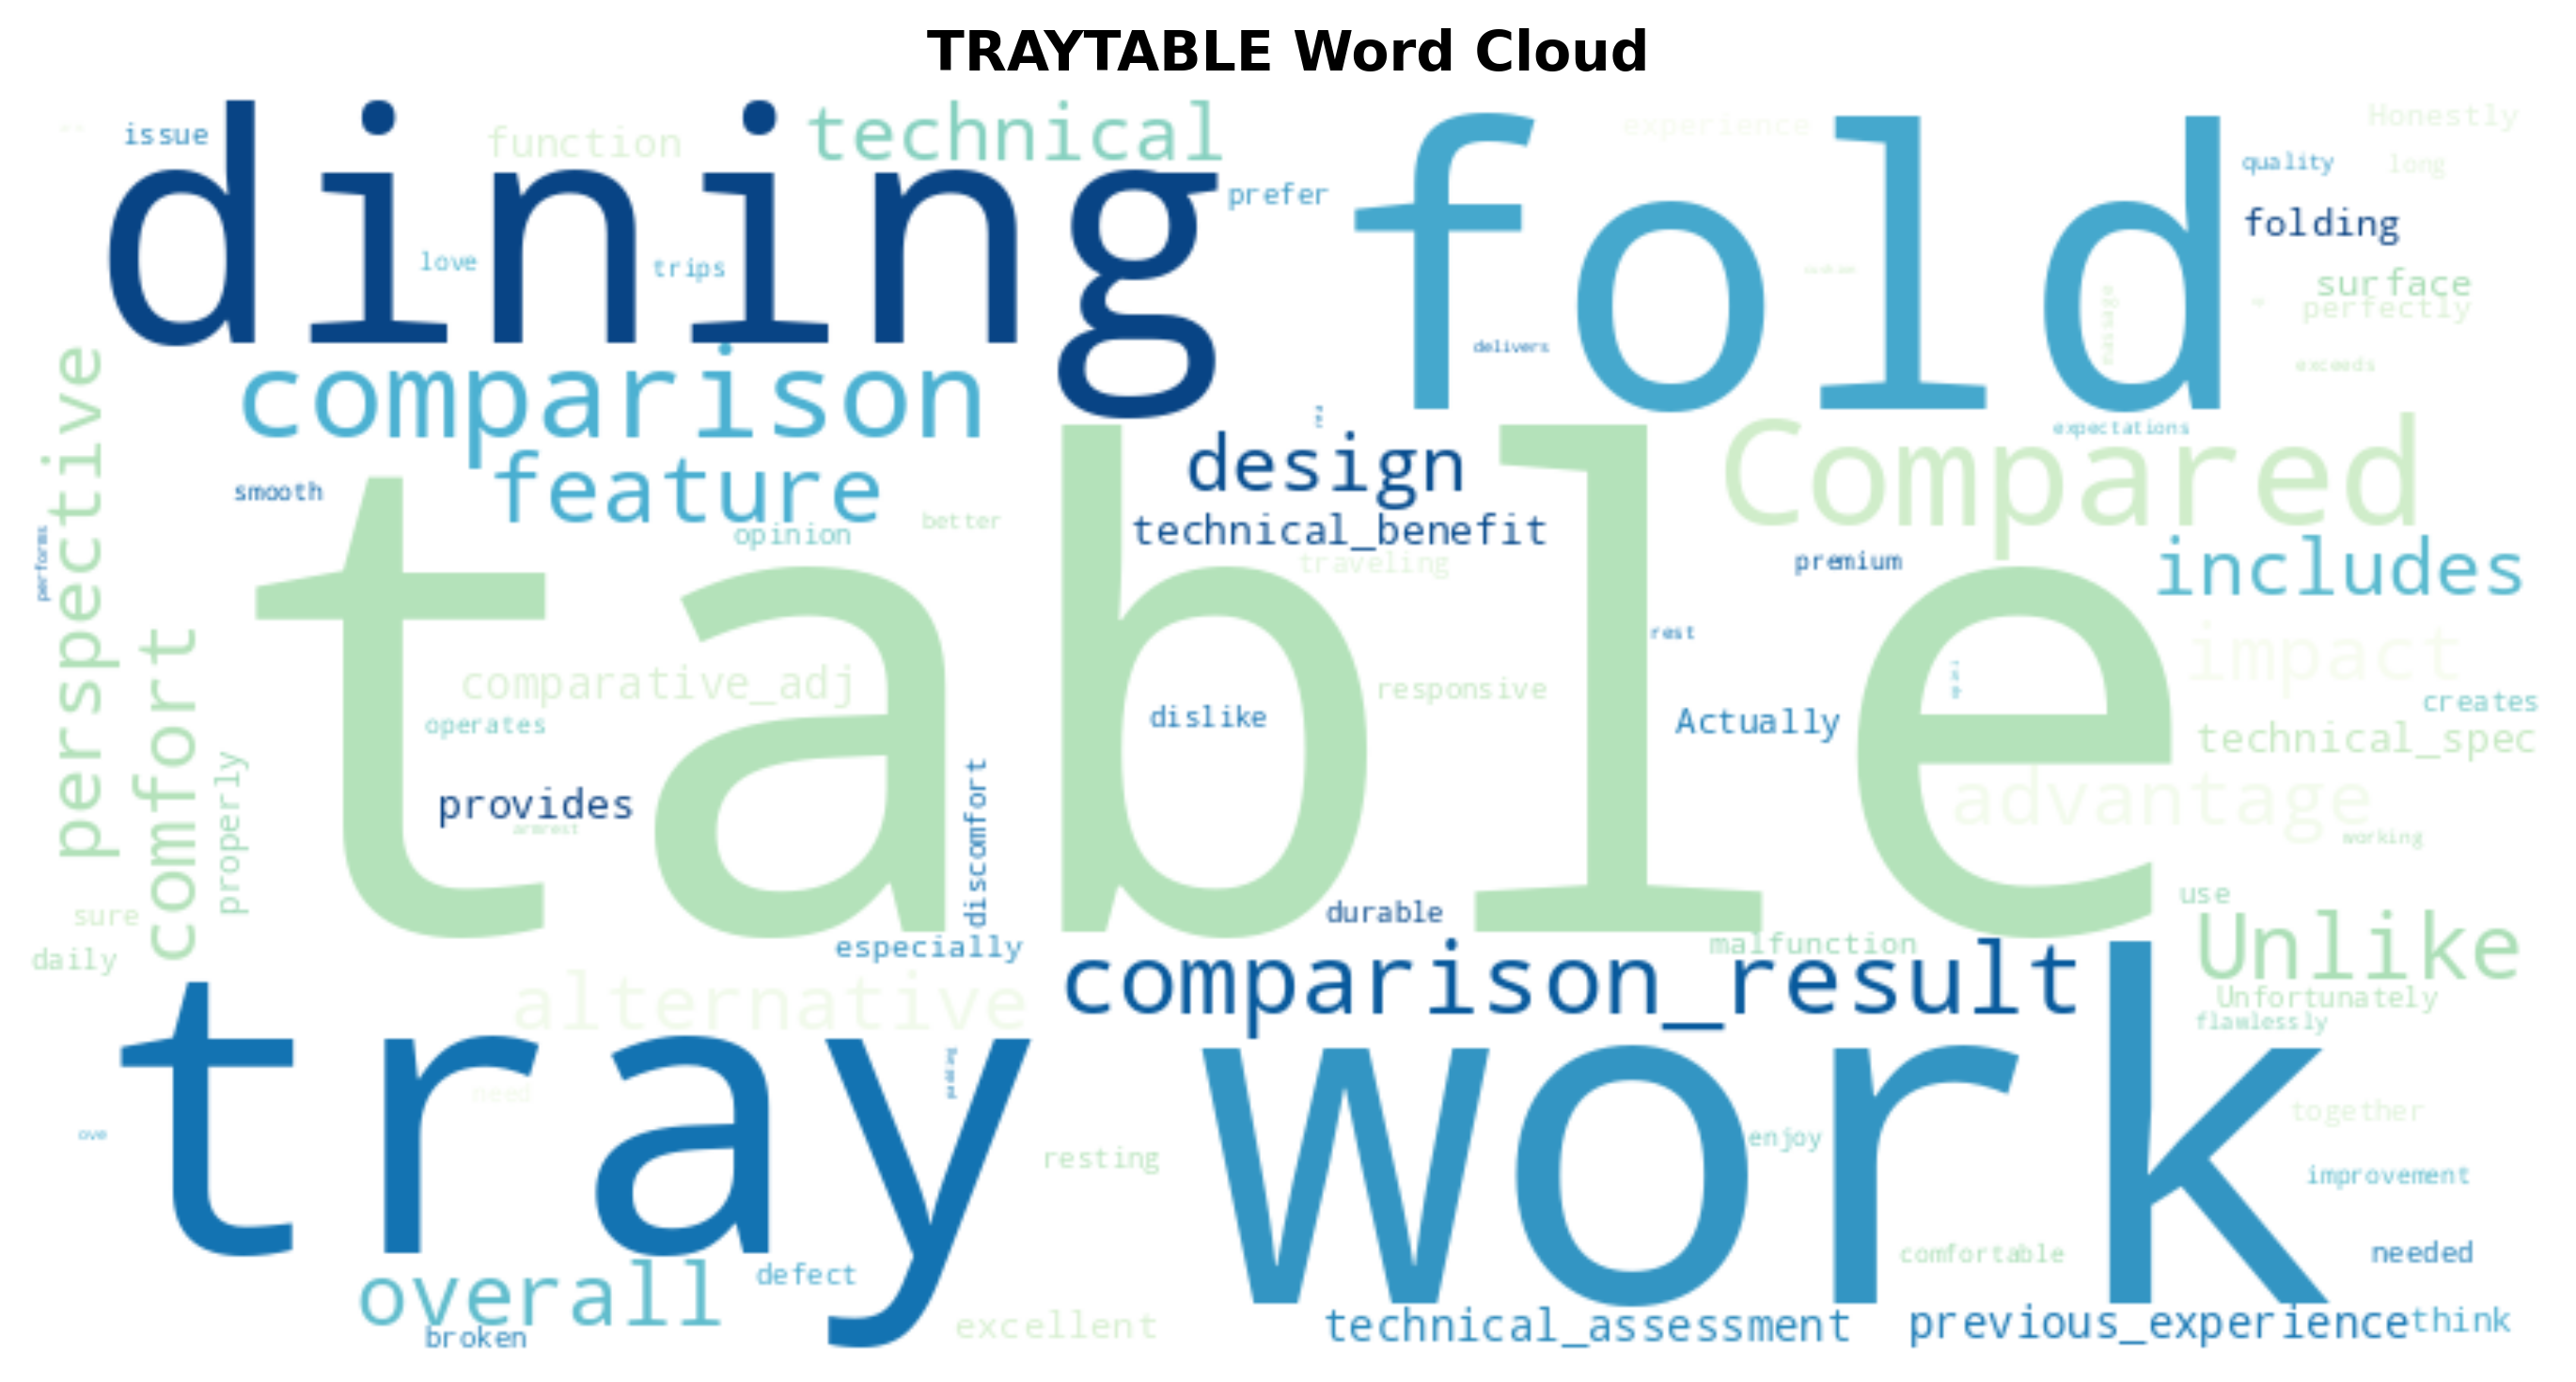 TRAYTABLE Word Cloud
issue
dining
function
technical
experience
Honestly
fold
prefer
quality
long
love
trips
folding
surface
perfectly
massage
delivers
exceeds
comparison
perspective
expectations
design
Compared
feature
smooth
opinion
better
technical_benefit
traveling
premium
includes
performs
table
comfort
rest
impact
comparative_adj
responsive
operates
dislike
Actually
creates
technical_spec
properly
provides
armrest
discomfort
advantage
working
sure
durable
use
daily
especially
malfunction
Unlike
alternative
comparison_result
Unfortunately
flawlessly
tray
work
need
padding
together
ove
resting
enjoy
improvement
comfortable
needed
overall
defect
broken
excellent
technical_assessment
previous_experience
think